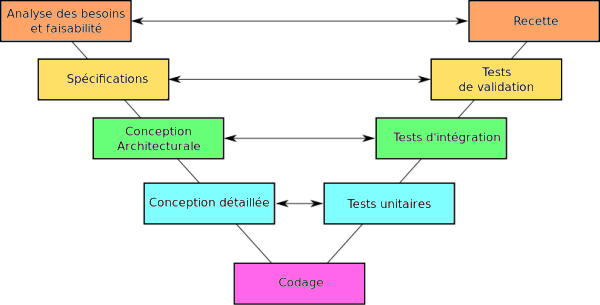 Analyse des besoins
et faisabilité
Recette
Spécifications
Tests
de validation
Conception
Architecturale
Tests d'intégration
Conception détaillée
Tests unitaires
Codage